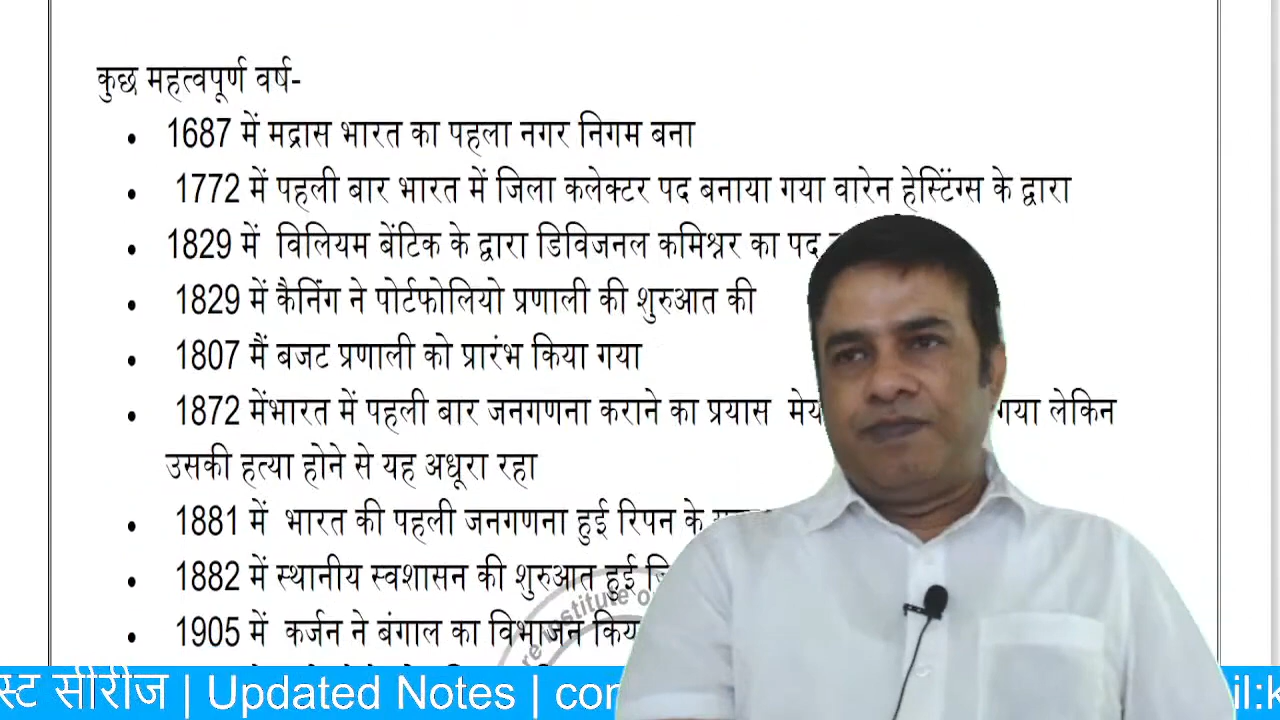 कुछ महत्वपूर्ण वर्ष-
• 1687 में मद्रास भारत का पहला नगर निगम बना
• 1772 में पहली बार भारत में जिला कलेक्टर पद बनाया गया वारेन हेस्टिंग्स के द्वारा
• 1829 में विलियम बेंटिक के द्वारा डिविजनल कमिश्नर का पद
• 1829 में कैनिंग ने पोर्टफोलियो प्रणाली की शुरुआत की
• 1807 मैं बजट प्रणाली को प्रारंभ किया गया
• 1872 मेंभारत में पहली बार जनगणना कराने का प्रयास गया लेकिन
उसकी हत्या होने से यह अधूरा रहा
• 1881 में भारत की पहली जनगणना हुई रिपन के
• 1882 में स्थानीय स्वशासन की शुरुआत हुई
• 1905 में कर्जन ने बंगाल का विभाजन
institute
सीरीज | Updated Notes |